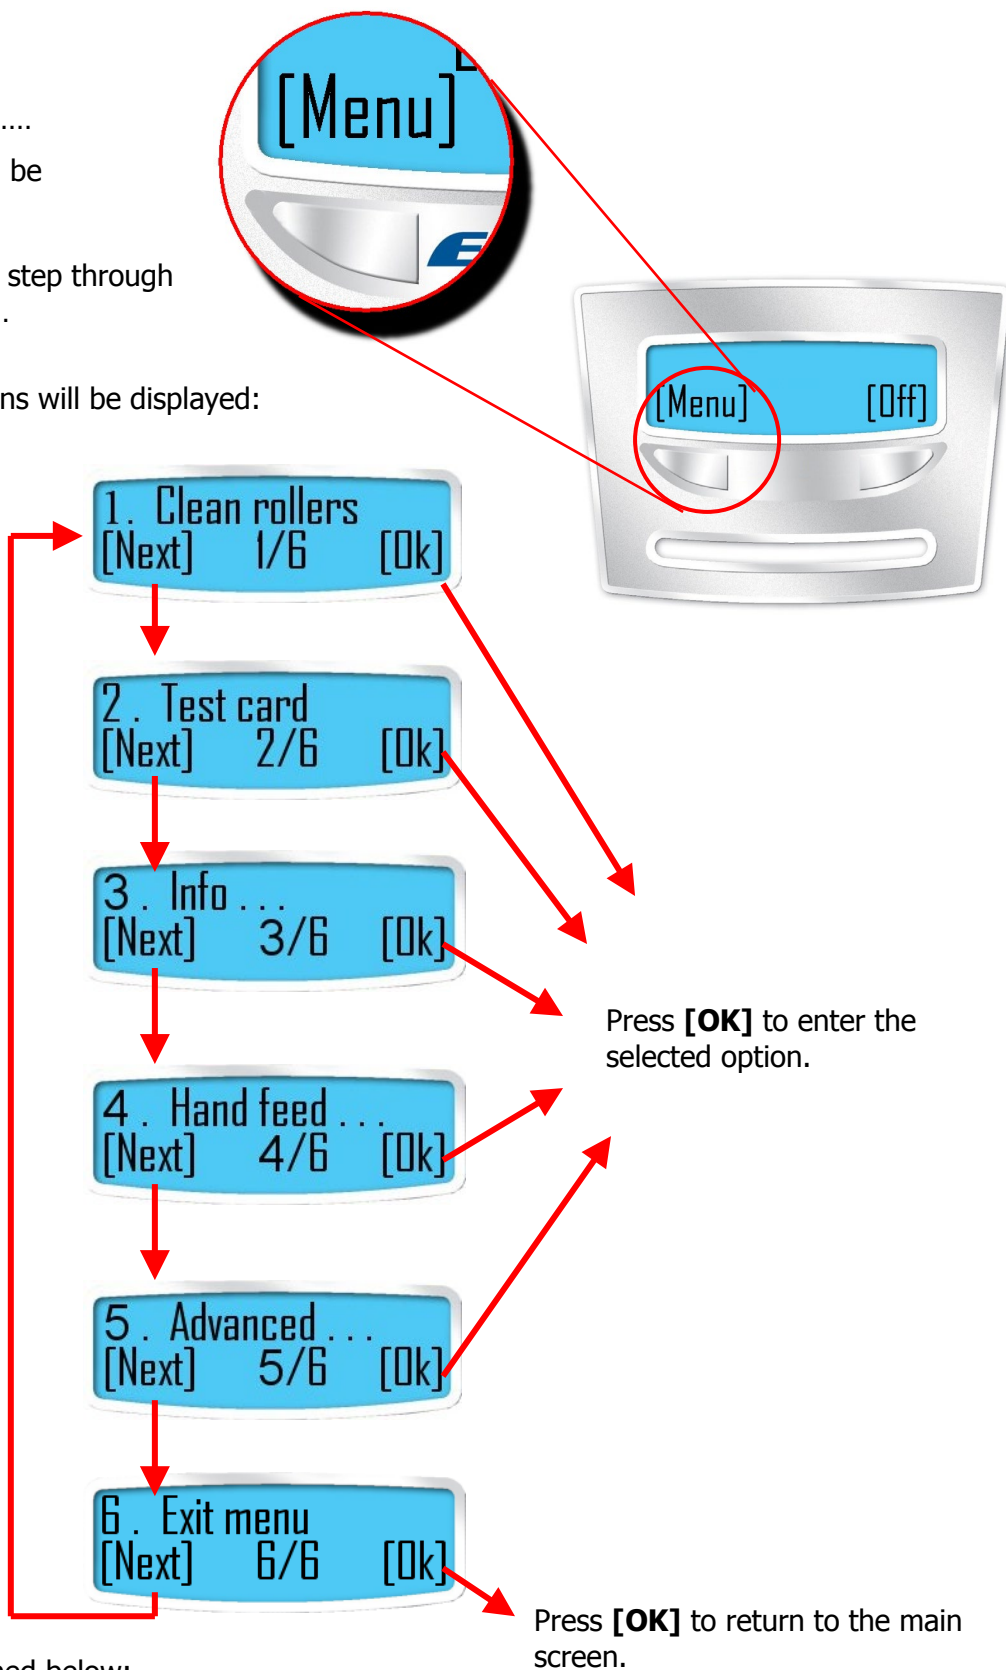 [Menu]
E
.....
be
step through
.
ns will be displayed:
[Menu] [Off]
1. Clean rollers
[Next] 1/6 [Ok]
2 . Test card
[Next] 2/6 [Ok]
3 . Info . . .
[Next] 3/6 [Ok]
Press [OK] to enter the
selected option.
4 . Hand feed . . .
[Next] 4/6 [Ok]
5 . Advanced . . .
[Next] 5/6 [Ok]
6 . Exit menu
[Next] 6/6 [Ok]
Press [OK] to return to the main
screen.
below: